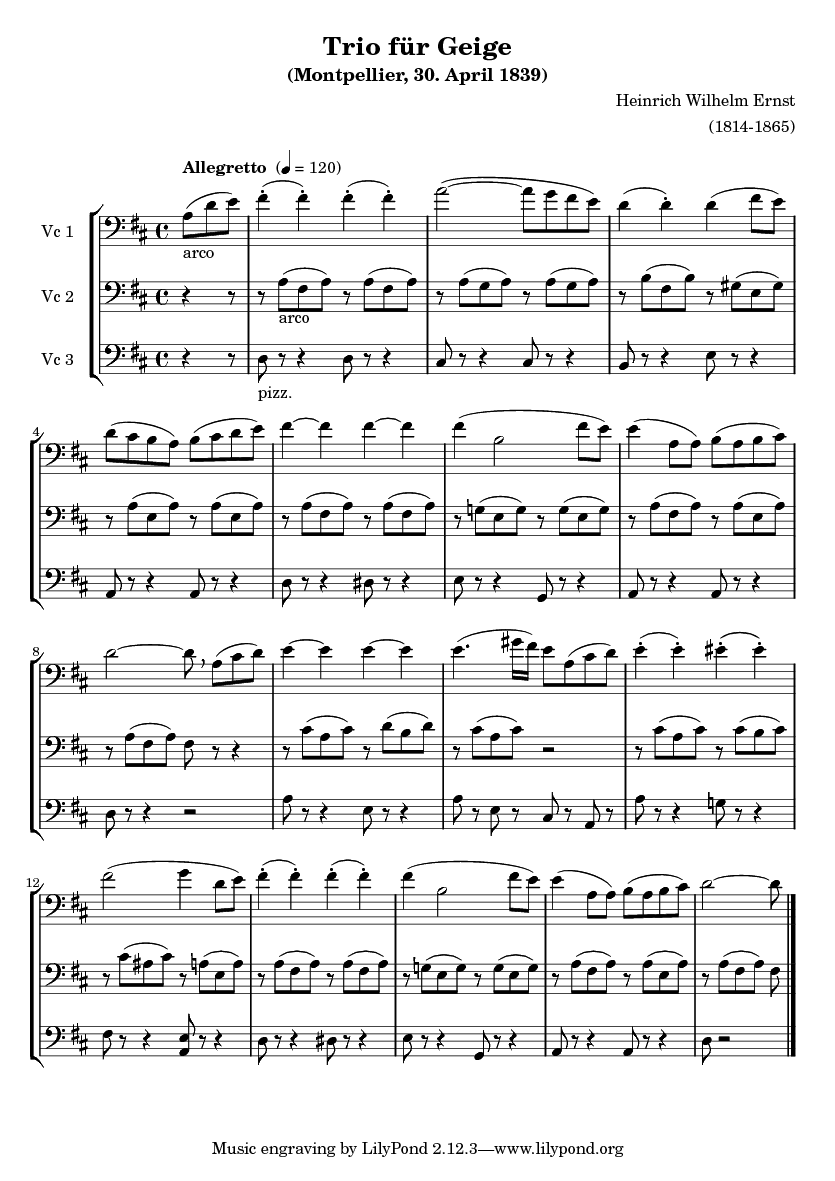 Trio für Geige
(Montpellier, 30. April 1839)
Heinrich Wilhelm Ernst
(1814-1865)
Allegretto (♩ = 120)
Vc 1
arco
Vc 2
arco
Vc 3
pizz.
4
8
12
Music engraving by LilyPond 2.12.3—www.lilypond.org